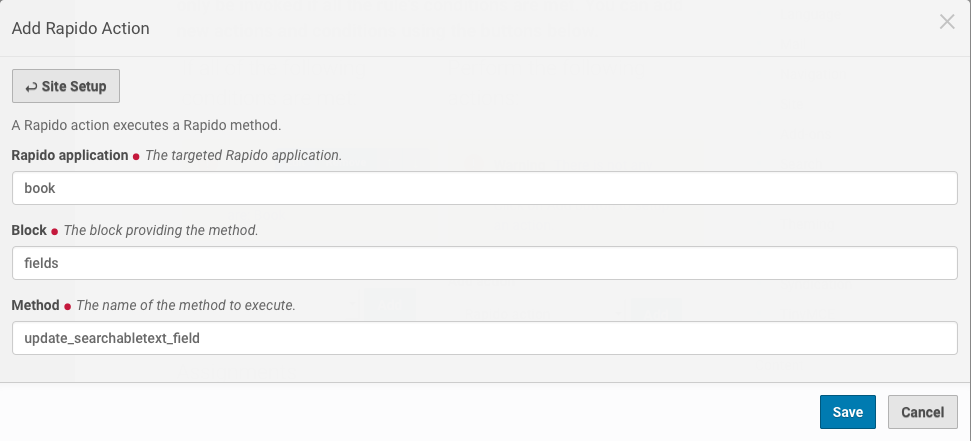 Add Rapido Action
Site Setup
A Rapido action executes a Rapido method.
Rapido application The targeted Rapido application.
book
Block The block providing the method.
fields
Method The name of the method to execute.
update_searchabletext_field
Save Cancel